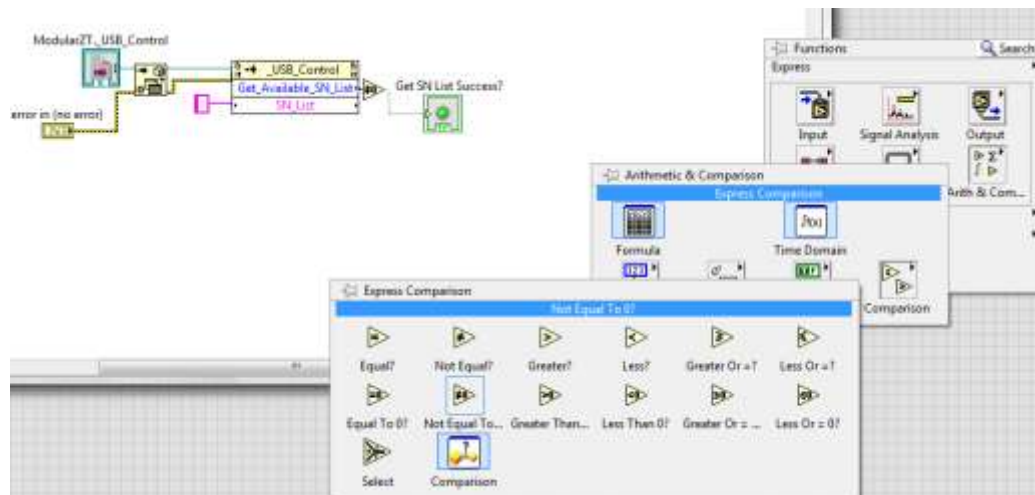 ModularZT._USB_Control
_USB_Control
Get_Available_SN_List
SN_List
Get SN List Success?
error in (no error)
Functions
Search
Express
Input
Signal Analysis
Output
Arith & Com...
Arithmetic & Comparison
Express Comparison
Formula
Time Domain
Comparison
Express Comparison
Not Equal To 0?
Equal?
Not Equal?
Greater?
Less?
Greater Or =?
Less Or =?
Equal To 0?
Not Equal To...
Greater Than...
Less Than 0?
Greater Or = ...
Less Or = 0?
Select
Comparison